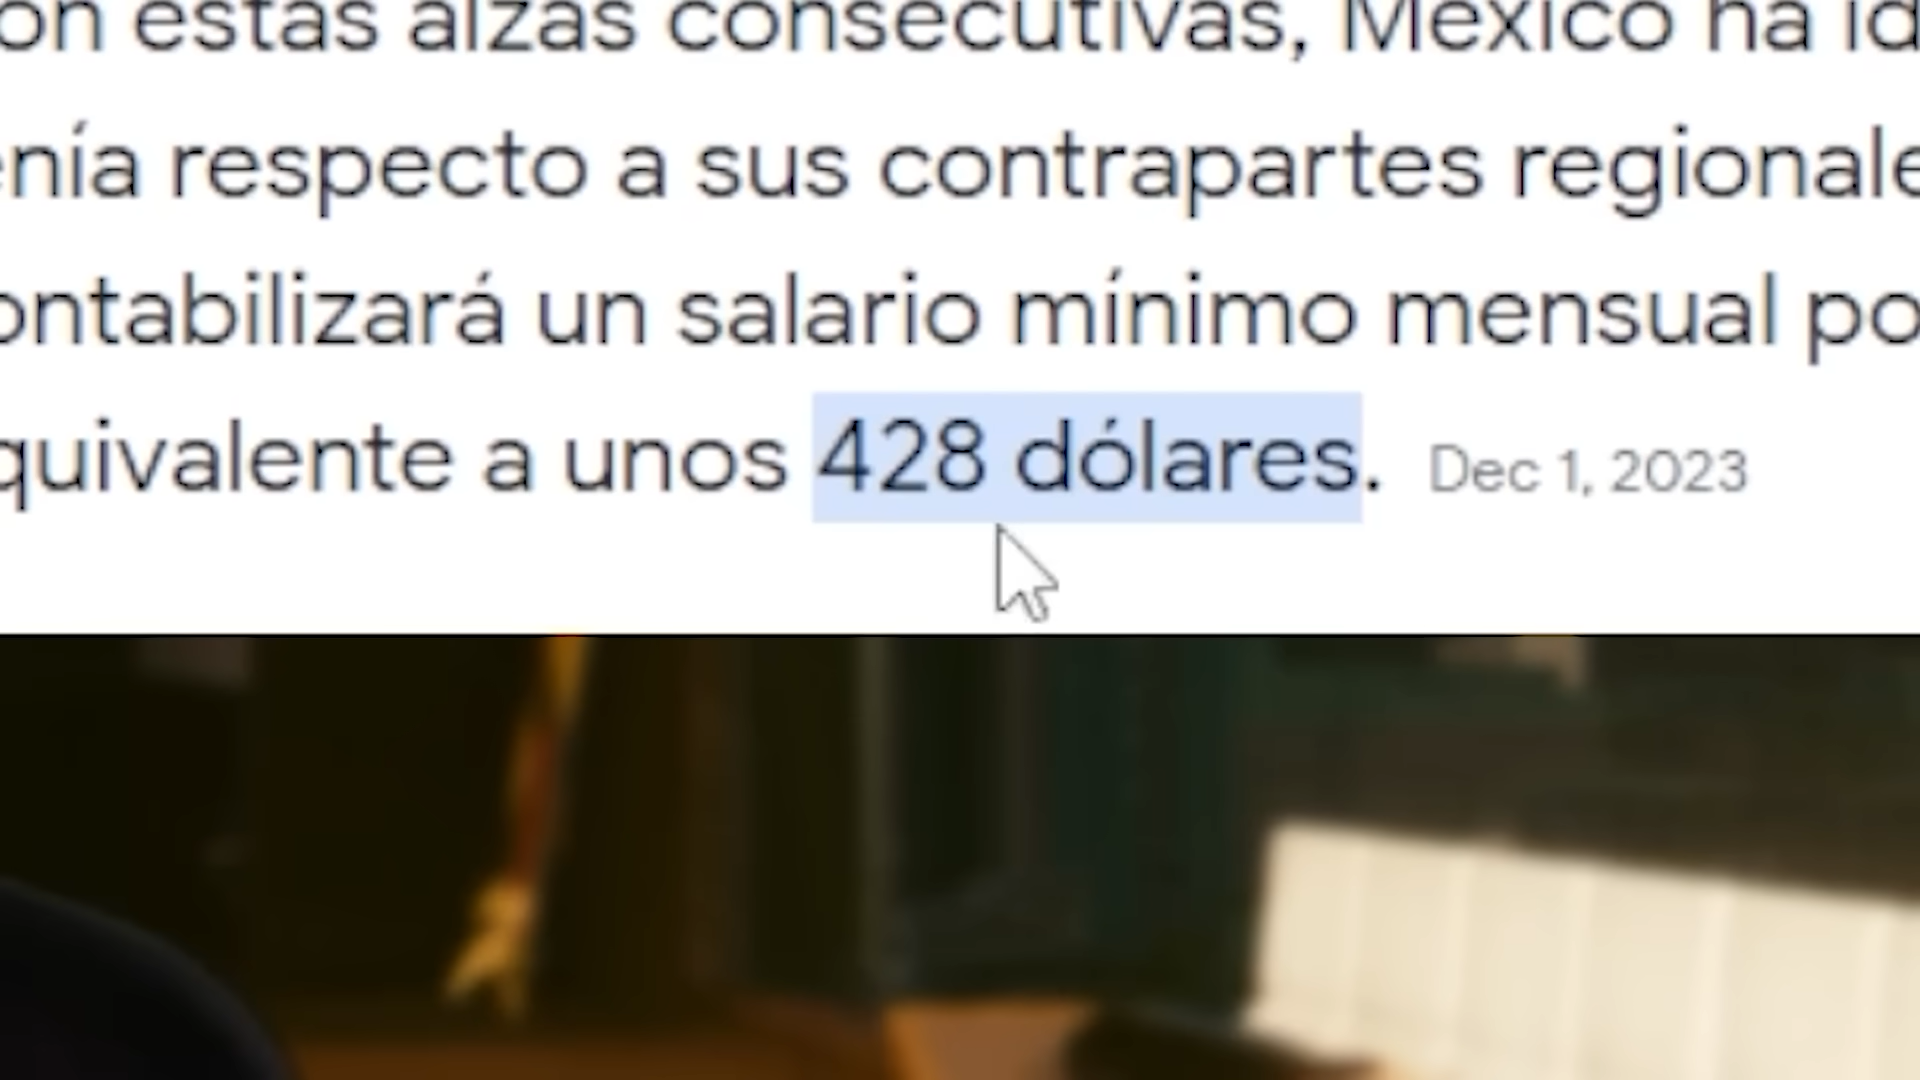 on estas alzas consecutivas, México ha id
enía respecto a sus contrapartes regionale
ontabilizará un salario mínimo mensual po
quivalente a unos 428 dólares. Dec 1, 2023